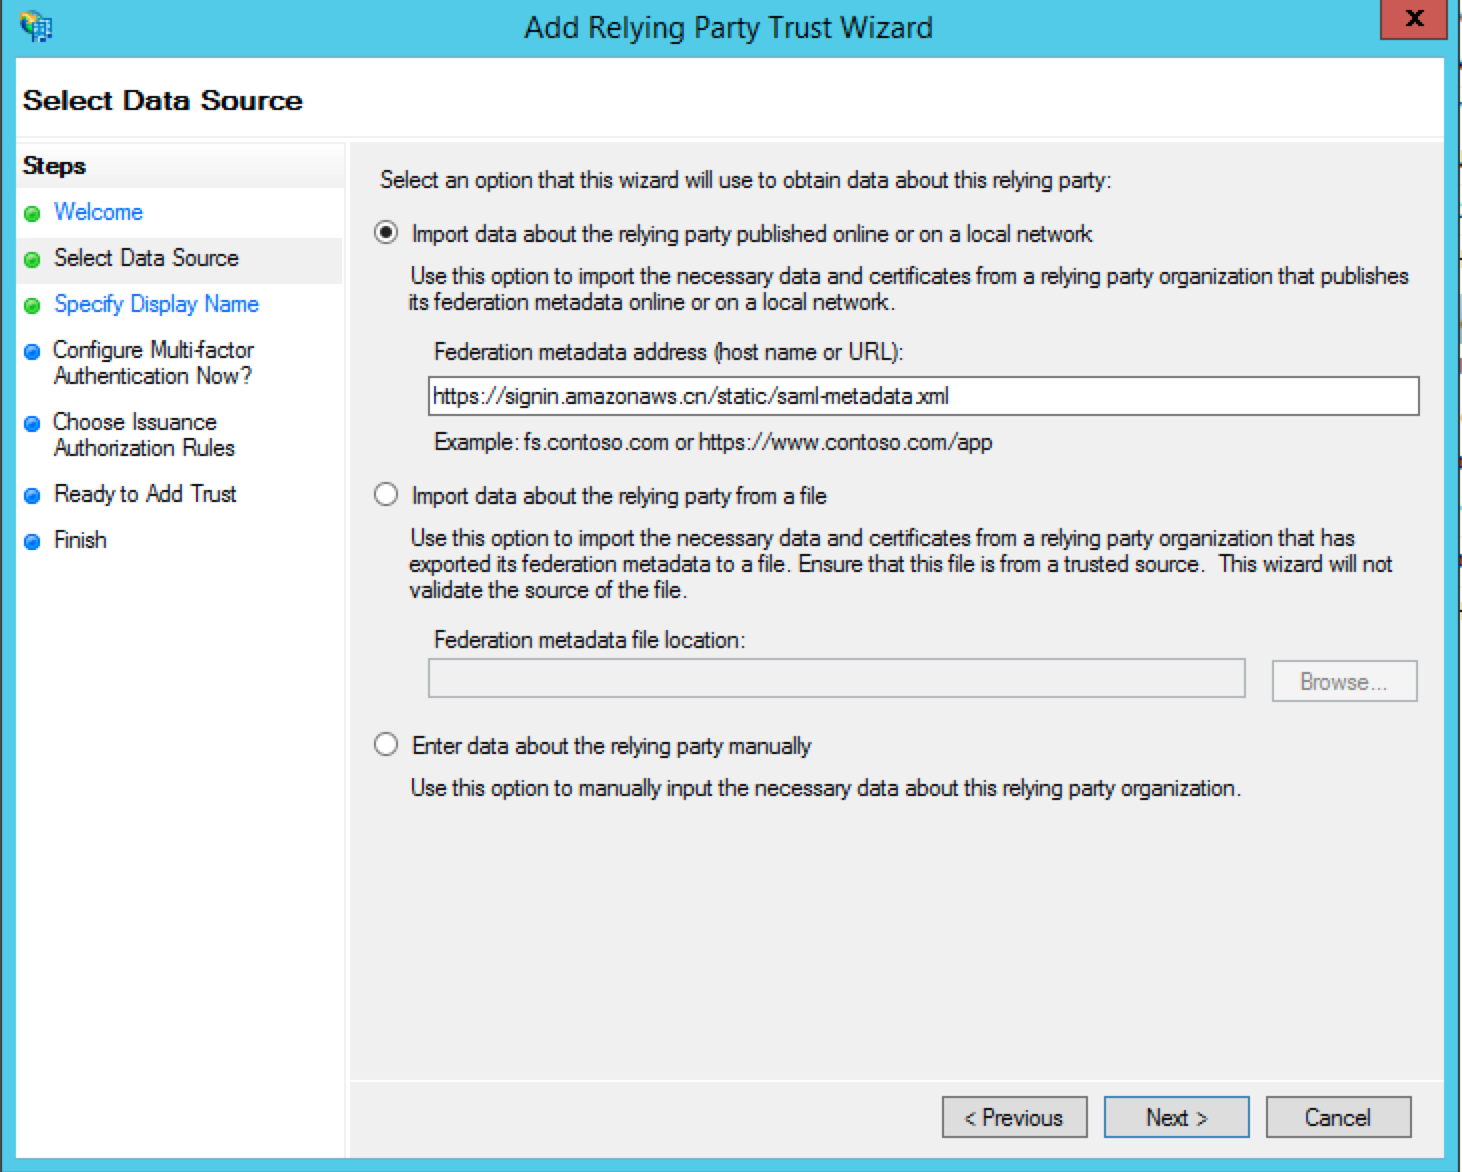 Add Relying Party Trust Wizard
x
Select Data Source
Steps
Welcome
Select Data Source
Specify Display Name
Configure Multi-factor
Authentication Now?
Choose Issuance
Authorization Rules
Ready to Add Trust
Finish
Select an option that this wizard will use to obtain data about this relying party:
Import data about the relying party published online or on a local network
Use this option to import the necessary data and certificates from a relying party organization that publishes
its federation metadata online or on a local network.
Federation metadata address (host name or URL):
https://signin.amazonaws.cn/static/saml-metadata.xml
Example: fs.contoso.com or https://www.contoso.com/app
Import data about the relying party from a file
Use this option to import the necessary data and certificates from a relying party organization that has
exported its federation metadata to a file. Ensure that this file is from a trusted source.  This wizard will not
validate the source of the file.
Federation metadata file location:
Browse...
Enter data about the relying party manually
Use this option to manually input the necessary data about this relying party organization.
< Previous
Next >
Cancel